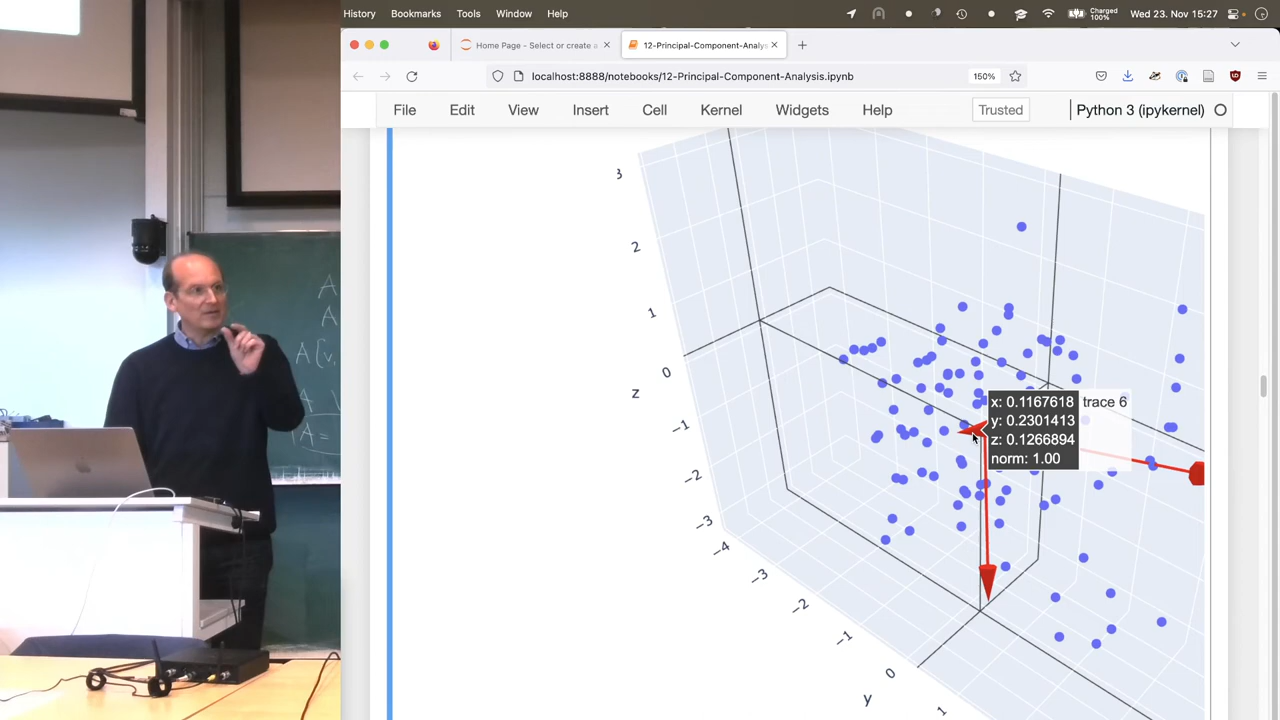 History Bookmarks Tools Window Help Charged 100% Wed 23. Nov 15:27
Home Page - Select or create a 12-Principal-Component-Analys
localhost:8888/notebooks/12-Principal-Component-Analysis.ipynb 150%
File Edit View Insert Cell Kernel Widgets Help Trusted Python 3 (ipykernel)
3
2
1
0
z
−1
−2
−3
−4
−3
−2
−1
0
y
1
x: 0.1167618 trace 6
y: 0.2301413
z: 0.1266894
norm: 1.00
A
A
A(v,
A
A =